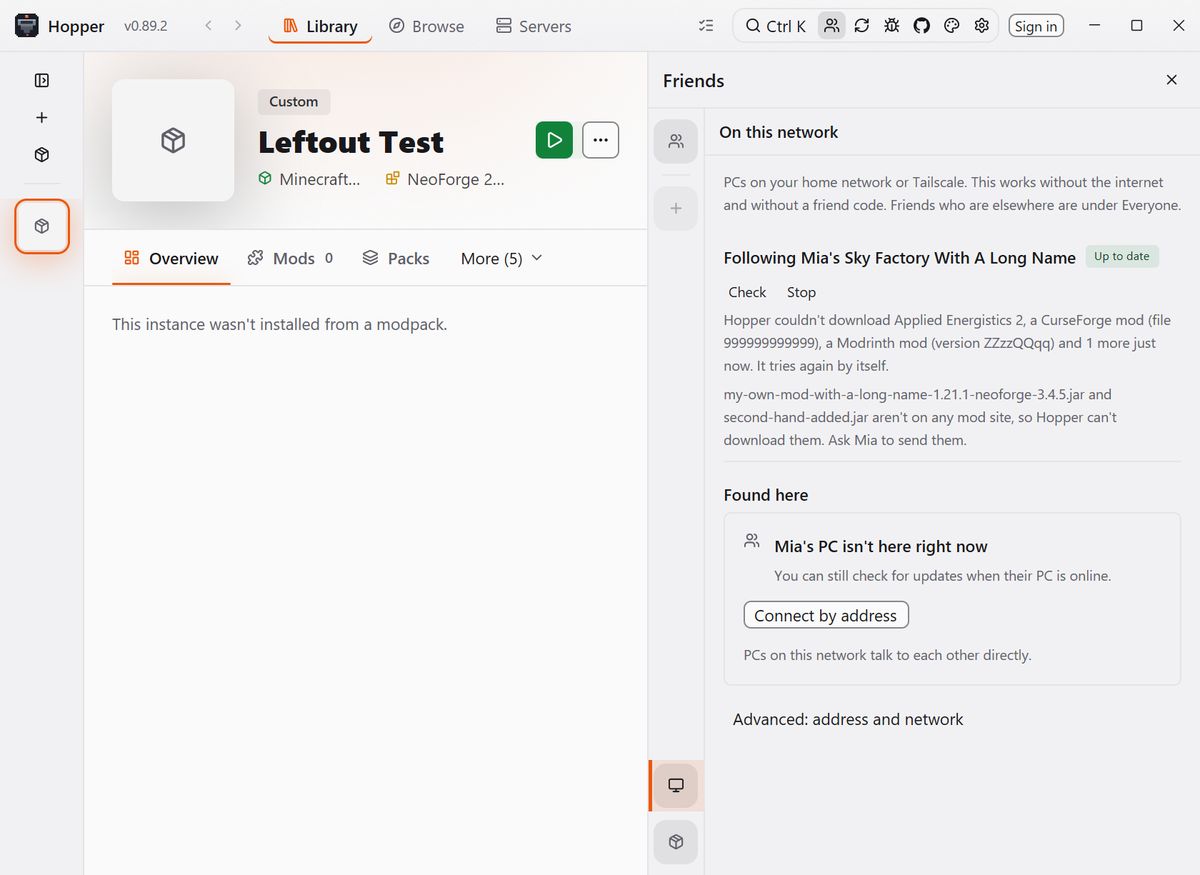 Hopper v0.89.2 Library Browse Servers Ctrl K Sign in
Custom
Leftout Test
Minecraft... NeoForge 2...
Overview Mods 0 Packs More (5)
This instance wasn't installed from a modpack.
Friends
On this network
PCs on your home network or Tailscale. This works without the internet
and without a friend code. Friends who are elsewhere are under Everyone.
Following Mia's Sky Factory With A Long Name Up to date
Check Stop
Hopper couldn't download Applied Energistics 2, a CurseForge mod (file
999999999999), a Modrinth mod (version ZZzzQQqq) and 1 more just
now. It tries again by itself.
my-own-mod-with-a-long-name-1.21.1-neoforge-3.4.5.jar and
second-hand-added.jar aren't on any mod site, so Hopper can't
download them. Ask Mia to send them.
Found here
Mia's PC isn't here right now
You can still check for updates when their PC is online.
Connect by address
PCs on this network talk to each other directly.
Advanced: address and network